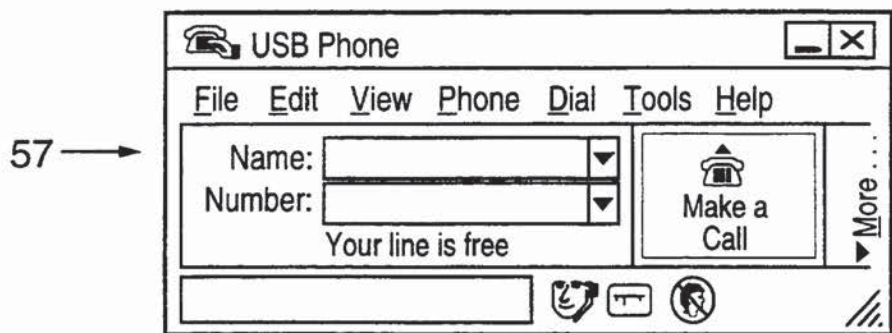 USB Phone
File Edit View Phone Dial Tools Help
57
Name:
Number:
Your line is free
Make a
Call
More ...